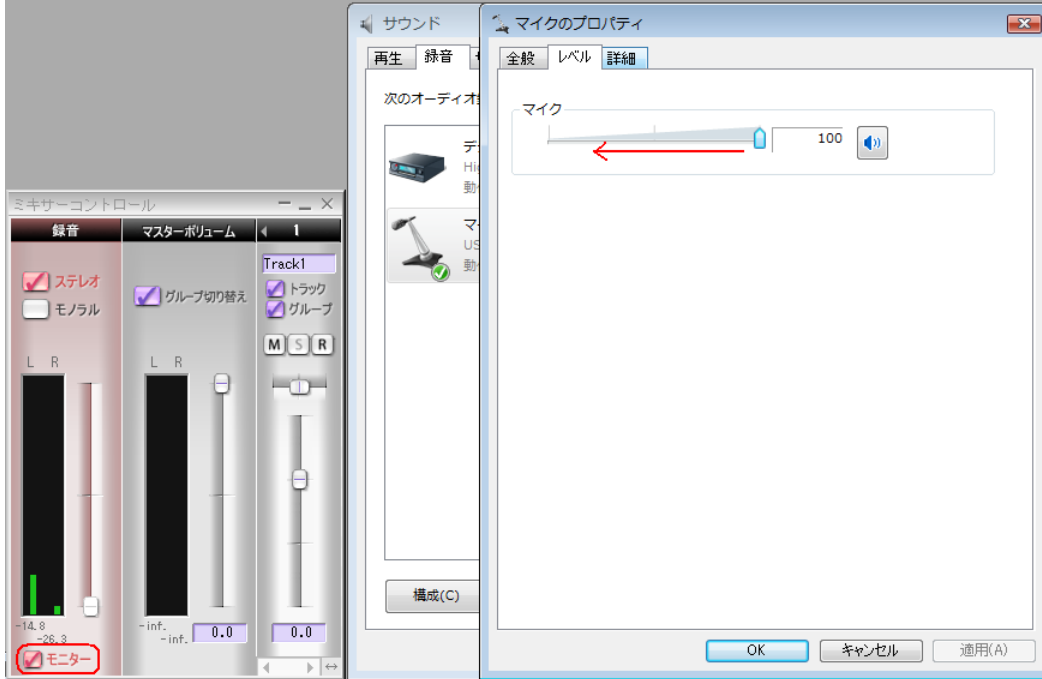 サウンド
再生
録音
次のオーディオ
Hi
US
構成(C)
マイクのプロパティ
全般
レベル
詳細
マイク
100
OK
キャンセル
適用(A)
ミキサーコントロール
録音
マスターボリューム
1
ステレオ
モノラル
グループ切り替え
Track1
トラック
グループ
M S R
L R
L R
-14.8
-26.3
-inf.
-inf.
0.0
0.0
モニター